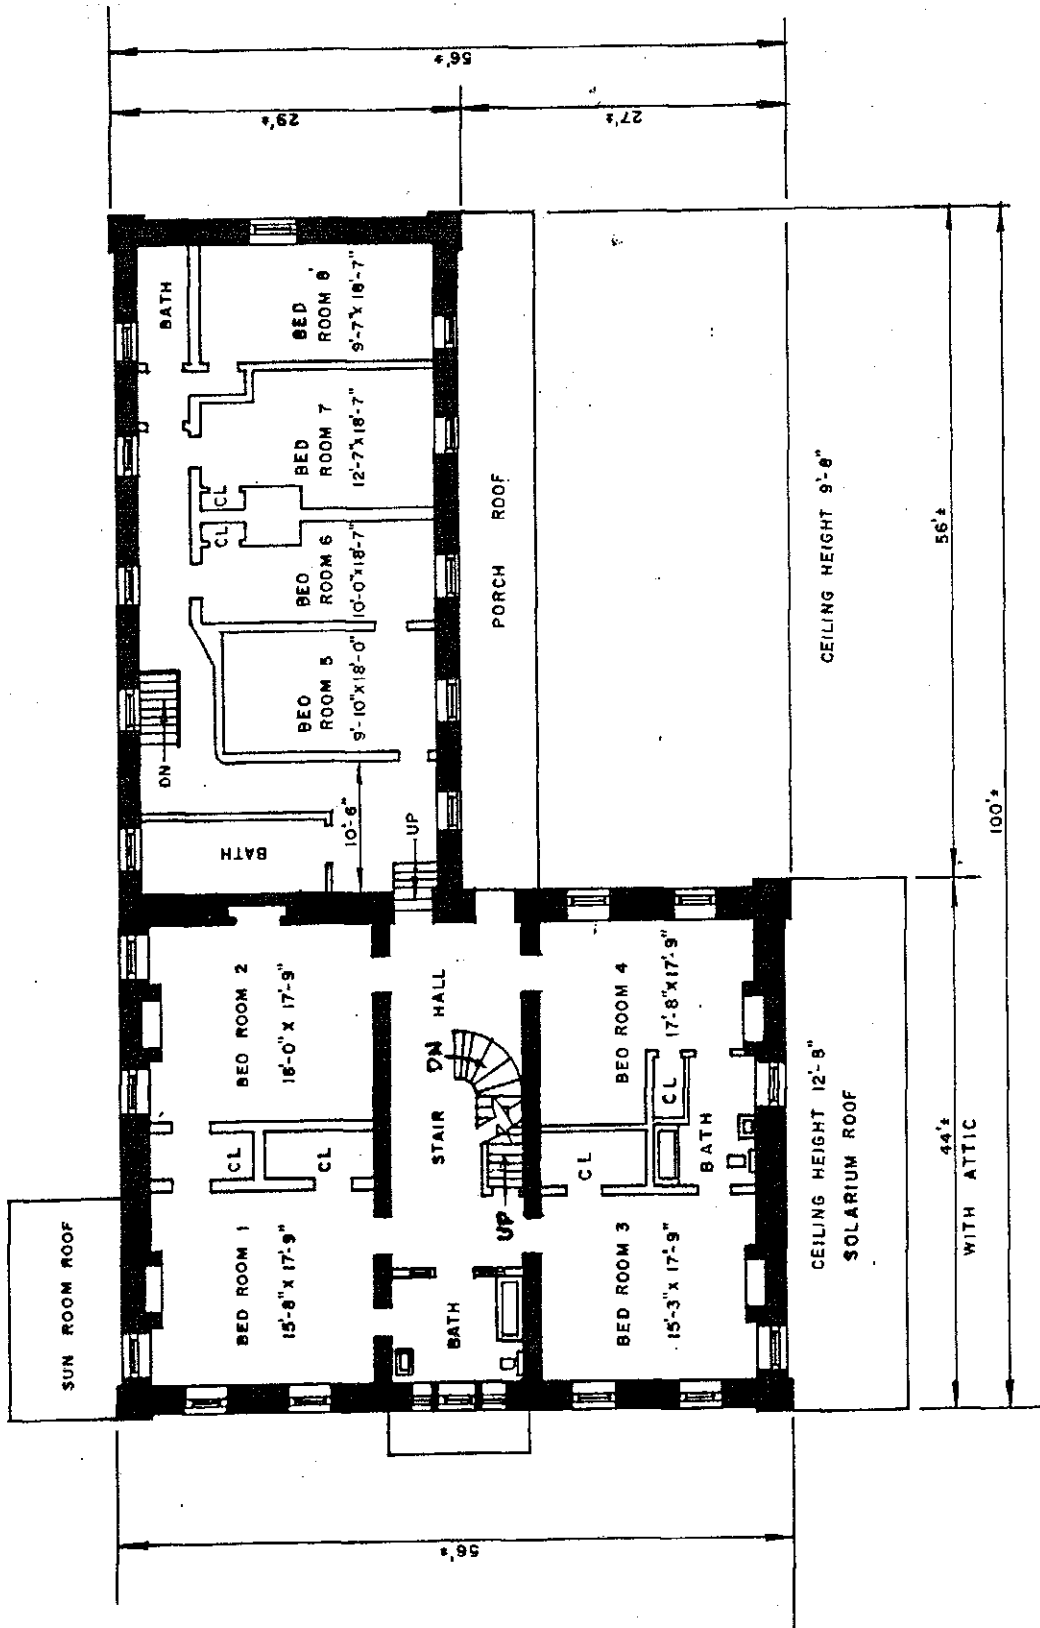 SUN ROOM ROOF
56'±
BATH
BATH
DN
CL
CL
CL
CL
BED ROOM 1
15'-8" X 17'-9"
BED ROOM 2
16'-0" X 17'-9"
BED
ROOM 5
9'-10" X 18'-0"
BED
ROOM 6
10'-0" X 18'-7"
BED
ROOM 7
12'-7" X 18'-7"
BED
ROOM 8
9'-7" X 18'-7"
10'-6"
UP
STAIR HALL
DN
UP
BATH
PORCH ROOF
CL
CL
BATH
BED ROOM 3
15'-3" X 17'-9"
BED ROOM 4
17'-8" X 17'-9"
CEILING HEIGHT 12'-8"
SOLARIUM ROOF
CEILING HEIGHT 9'-8"
44'±
WITH ATTIC
56'±
100'±
29'±
27'±
56'±